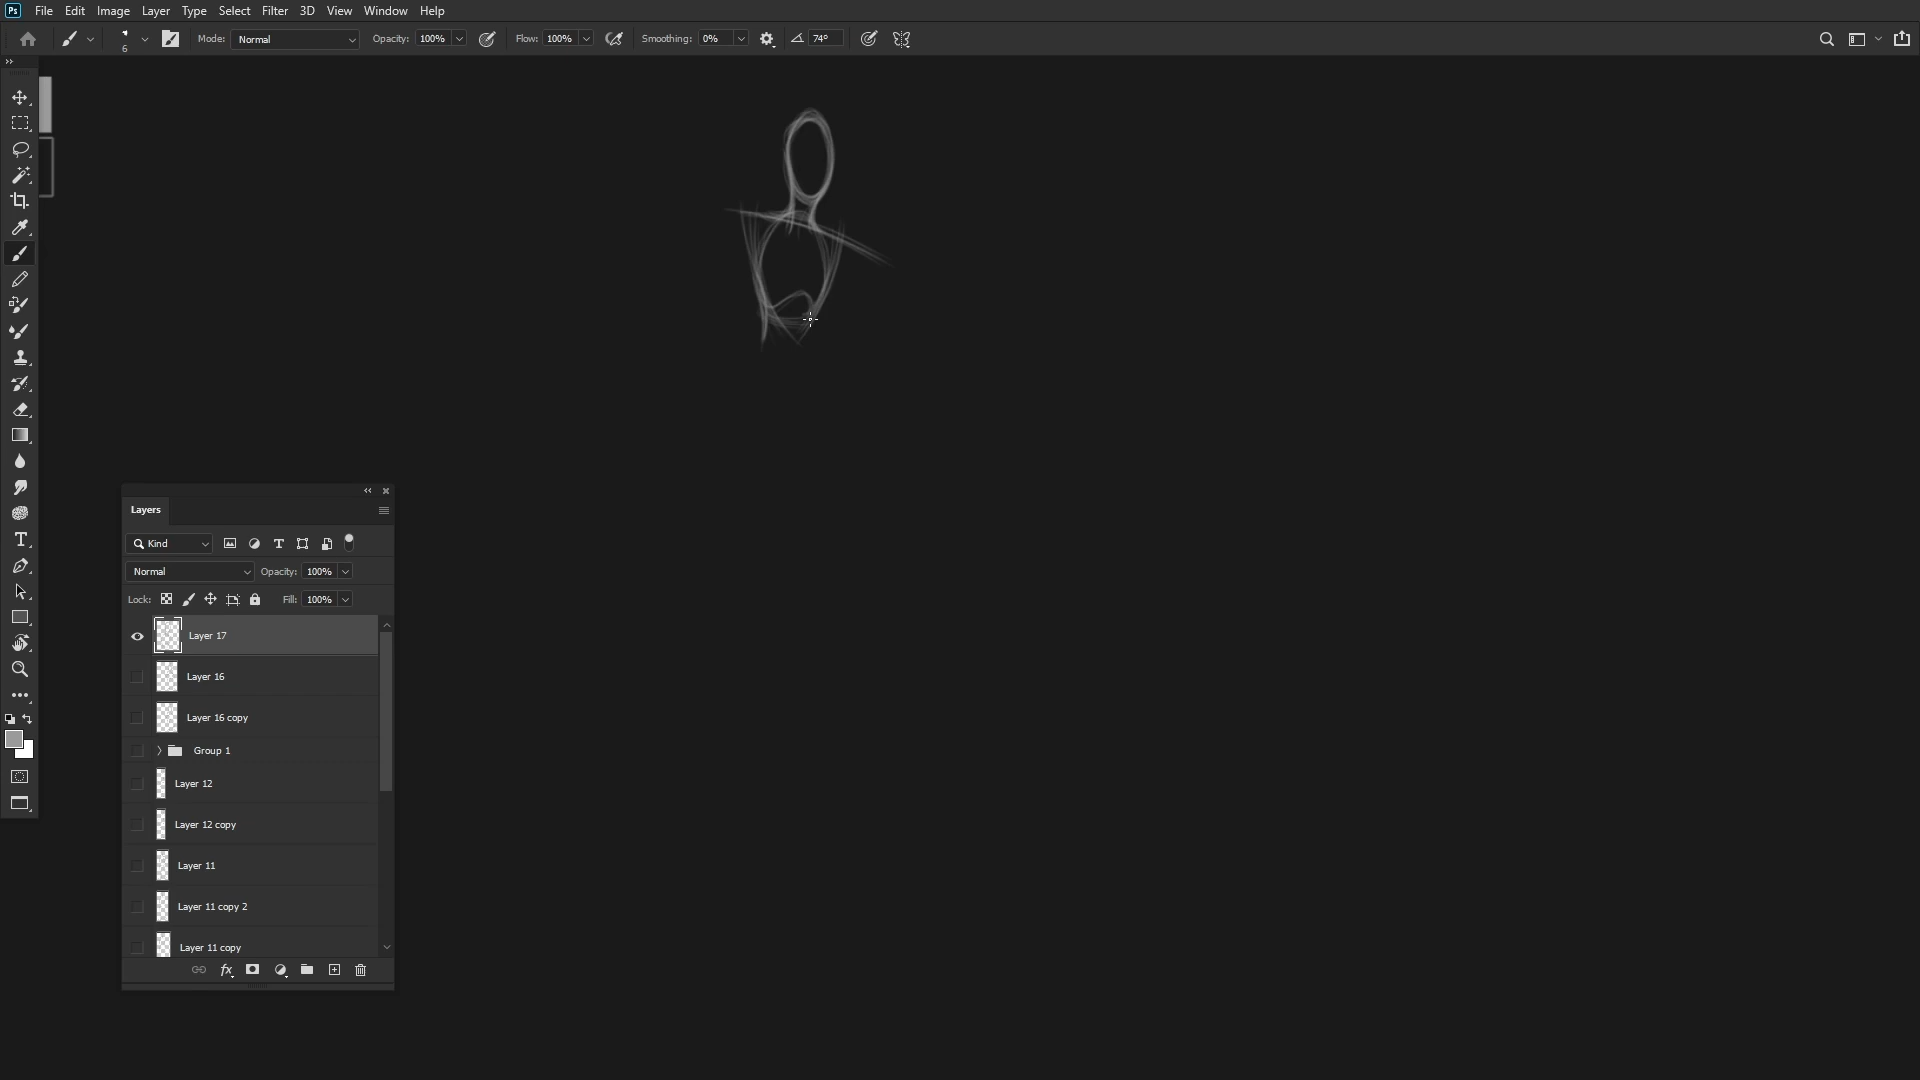 Ps File Edit Image Layer Type Select Filter 3D View Window Help
6 Mode: Normal Opacity: 100% Flow: 100% Smoothing: 0% 74°
Layers
Kind T
Normal Opacity: 100%
Lock: Fill: 100%
Layer 17
Layer 16
Layer 16 copy
Group 1
Layer 12
Layer 12 copy
Layer 11
Layer 11 copy 2
Layer 11 copy
fx